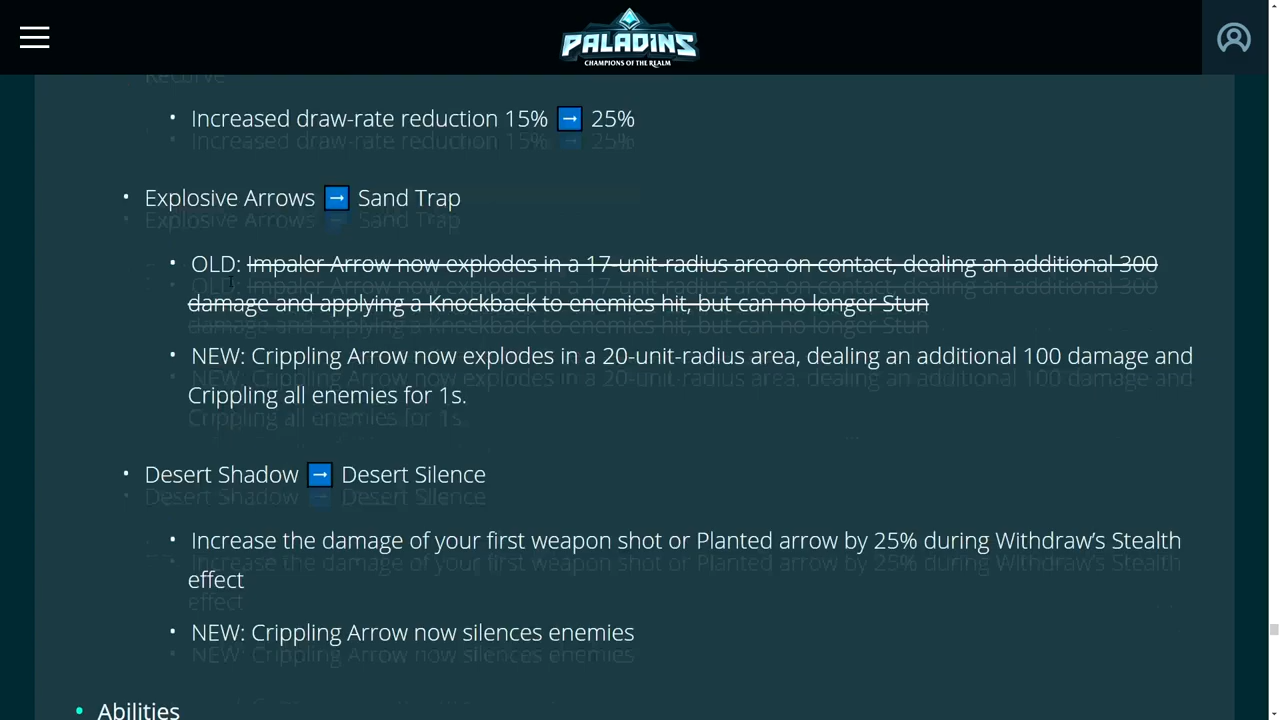 PALADINS
CHAMPIONS OF THE REALM
Recurve
• Increased draw-rate reduction 15% ➡ 25%
• Explosive Arrows ➡ Sand Trap
• OLD: Impaler Arrow now explodes in a 17-unit-radius area on contact, dealing an additional 300
damage and applying a Knockback to enemies hit, but can no longer Stun
• NEW: Crippling Arrow now explodes in a 20-unit-radius area, dealing an additional 100 damage and
Crippling all enemies for 1s.
• Desert Shadow ➡ Desert Silence
• Increase the damage of your first weapon shot or Planted arrow by 25% during Withdraw’s Stealth
effect
• NEW: Crippling Arrow now silences enemies
• Abilities